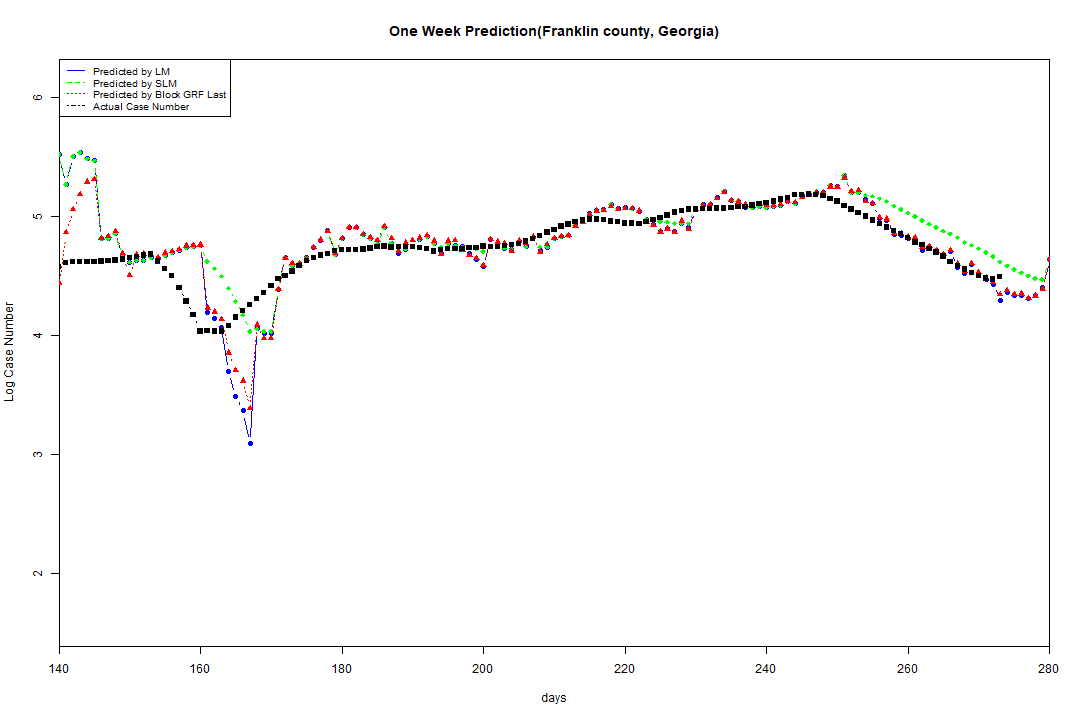 One Week Prediction(Franklin county, Georgia)
Predicted by LM
Predicted by SLM
Predicted by Block GRF Last
Actual Case Number
6
5
4
3
2
Log Case Number
140 160 180 200 220 240 260 280
days